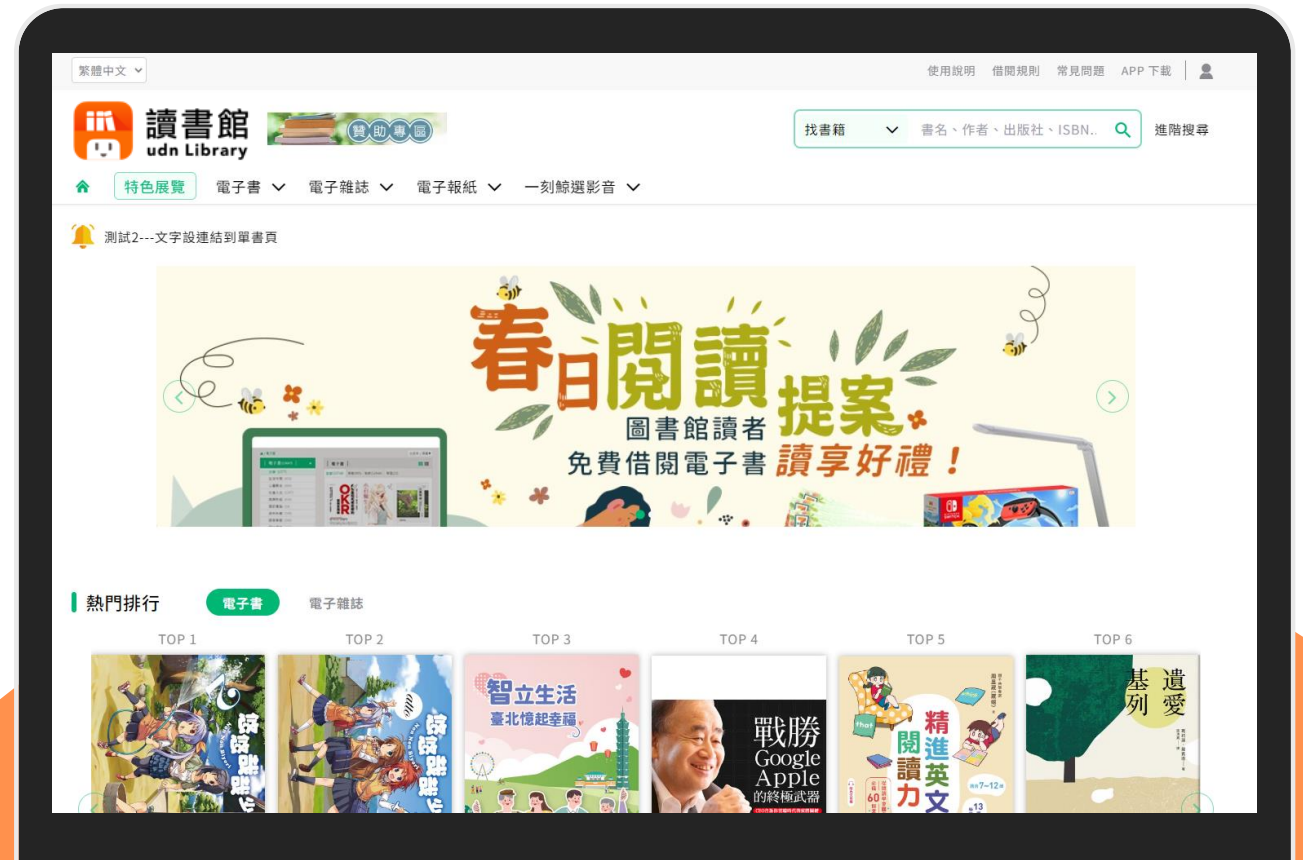 繁體中文
使用說明 借閱規則 常見問題 APP 下載
讀書館
udn Library
贊助專區
找書籍 書名、作者、出版社、ISBN.. 進階搜尋
特色展覽 電子書 電子雜誌 電子報紙 一刻鯨選影音
測試2---文字設連結到單書頁
春日閱讀提案
圖書館讀者
免費借閱電子書 讀享好禮！
OKR
熱門排行 電子書 電子雜誌
TOP 1 TOP 2 TOP 3 TOP 4 TOP 5 TOP 6
智立生活
臺北憶起幸福
戰勝
Google
Apple
的終極武器
that
精進英文
閱讀力
7~12
60
13
遺愛
基列